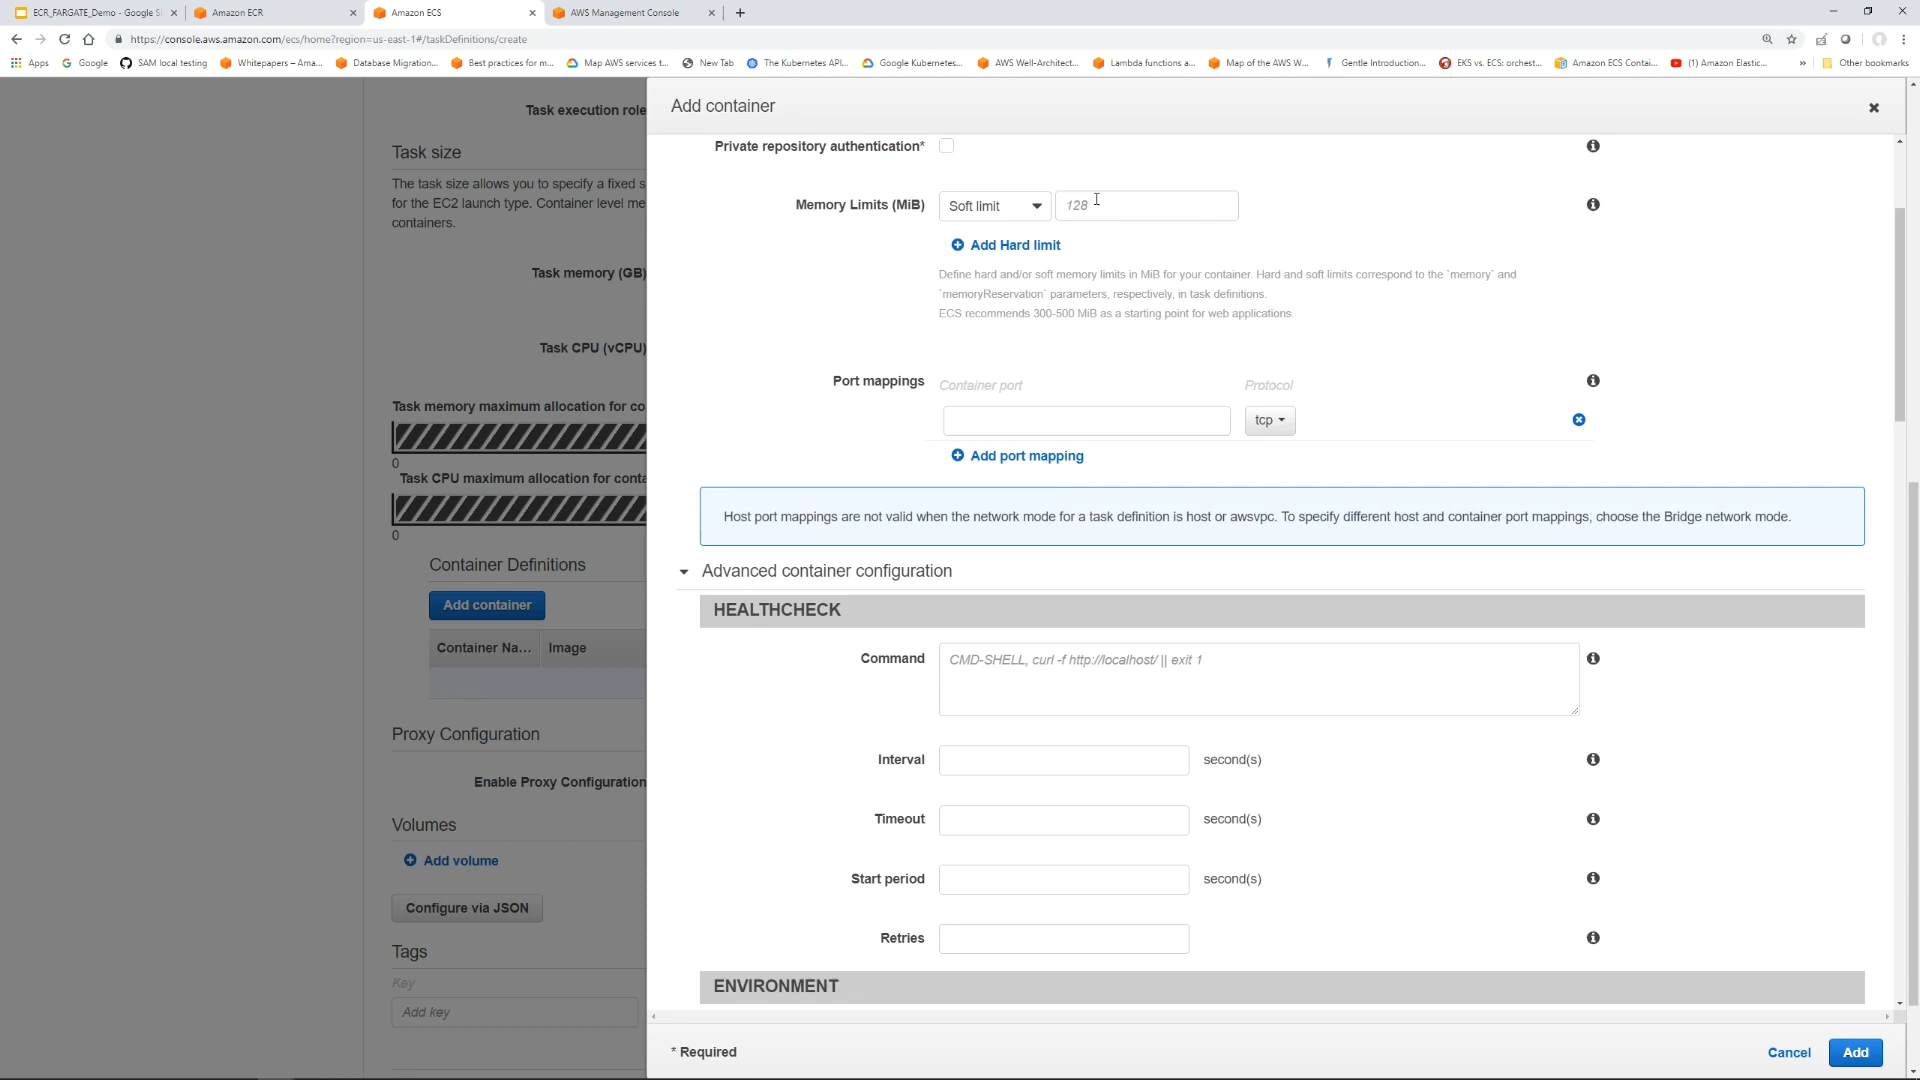 ECR_FARGATE_Demo - Google Sl
Amazon ECR
Amazon ECS
AWS Management Console
https://console.aws.amazon.com/ecs/home?region=us-east-1#/taskDefinitions/create
Apps
Google
SAM local testing
Whitepapers – Ama...
Database Migration...
Best practices for m...
Map AWS services t...
New Tab
The Kubernetes API...
Google Kubernetes...
AWS Well-Architect...
Lambda functions a...
Map of the AWS W...
Gentle Introduction...
EKS vs. ECS: orchest...
Amazon ECS Contai...
(1) Amazon Elastic...
»
Other bookmarks
Task execution role
Task size
The task size allows you to specify a fixed s
for the EC2 launch type. Container level me
containers.
Task memory (GB)
Task CPU (vCPU)
Task memory maximum allocation for co
0
Task CPU maximum allocation for conta
0
Container Definitions
Add container
Container Na...
Image
Proxy Configuration
Enable Proxy Configuration
Volumes
Add volume
Configure via JSON
Tags
Key
Add key
Add container
Private repository authentication*
Memory Limits (MiB)
Soft limit
128
Add Hard limit
Define hard and/or soft memory limits in MiB for your container. Hard and soft limits correspond to the `memory` and
`memoryReservation` parameters, respectively, in task definitions.
ECS recommends 300-500 MiB as a starting point for web applications.
Port mappings
Container port
Protocol
tcp
Add port mapping
Host port mappings are not valid when the network mode for a task definition is host or awsvpc. To specify different host and container port mappings, choose the Bridge network mode.
Advanced container configuration
HEALTHCHECK
Command
CMD-SHELL, curl -f http://localhost/ || exit 1
Interval
second(s)
Timeout
second(s)
Start period
second(s)
Retries
ENVIRONMENT
* Required
Cancel
Add